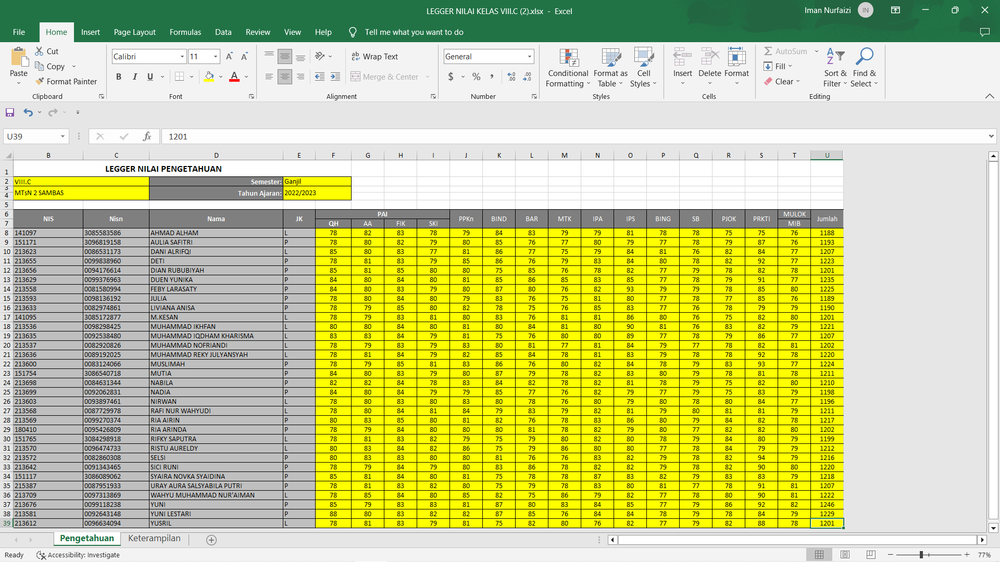 LEGGER NILAI KELAS VIII.C (2).xlsx - Excel
Iman Nurfaizi IN
File Home Insert Page Layout Formulas Data Review View Help Tell me what you want to do
Cut
Copy
Format Painter
Paste
Clipboard
Calibri 11
B I U
Font
Wrap Text
Merge & Center
Alignment
General
$ % ,
Number
Conditional Formatting
Format as Table
Cell Styles
Styles
Insert Delete Format
Cells
AutoSum
Fill
Clear
Sort & Filter
Find & Select
Editing
U39 fx 1201
B C D E F G H I J K L M N O P Q R S T U
1 LEGGER NILAI PENGETAHUAN
2 VIII.C Semester: Ganjil
3
4 MTsN 2 SAMBAS Tahun Ajaran: 2022/2023
5
6 NIS Nisn Nama JK PAI PPKn BIND BAR MTK IPA IPS BING SB PJOK PRKTI MULOK Jumlah
7 QH AA FIK SKI MIB
8 141097 3085583586 AHMAD ALHAM L 78 82 83 78 79 84 83 79 79 81 78 78 75 75 76 1188
9 151171 3096819158 AULIA SAFITRI P 78 80 82 79 80 85 76 77 80 79 77 78 79 87 76 1193
10 213623 0086531173 DANI ALRIFQI L 85 80 83 77 81 86 77 75 79 84 81 76 82 84 77 1207
11 213655 0099838960 DETI P 78 81 83 79 85 86 76 79 83 84 80 78 82 92 77 1223
12 213656 0094176614 DIAN RUBUBIYAH P 85 81 85 80 80 75 85 76 78 82 77 79 78 82 78 1201
13 213629 0099376963 DUEN YUNIKA P 84 80 84 80 81 85 86 85 83 85 77 78 79 91 77 1235
14 213558 0081580994 FEBY LARASATY P 84 80 83 79 80 87 80 76 82 93 79 79 78 85 80 1225
15 213593 0098136192 JULIA P 78 80 84 80 79 83 76 75 81 80 77 78 77 85 76 1189
16 213633 0082974861 LIVIANA ANISA P 78 79 85 80 82 78 75 76 85 83 77 76 78 79 79 1190
17 141095 3085172877 M.KESAN L 78 79 83 81 80 83 76 81 81 86 80 76 75 82 80 1201
18 213536 0098298425 MUHAMMAD IKHFAN L 80 80 84 80 81 80 84 81 80 90 81 76 83 82 79 1221
19 213635 0092538480 MUHAMMAD IQDHAM KHARISMA L 83 83 84 79 81 75 76 80 80 89 77 78 79 86 77 1207
20 213537 0082920826 MUHAMMAD NOFRIANDI L 78 79 83 79 83 80 81 77 81 84 79 77 78 82 81 1202
21 213636 0089192025 MUHAMMAD REKY JULYANSYAH L 78 81 84 79 82 85 84 78 81 83 79 78 78 92 78 1220
22 213600 0083124066 MUSLIMAH P 78 79 85 81 83 86 76 80 82 84 78 79 83 93 77 1224
23 151754 3086540718 MUTIA P 84 80 83 79 80 87 79 78 82 83 80 79 78 81 78 1211
24 213698 0084631344 NABILA P 82 82 84 78 83 84 82 78 82 81 78 79 75 82 80 1210
25 213699 0092062831 NADIA P 84 80 84 79 79 85 77 76 82 79 77 79 75 83 79 1198
26 213603 0093897461 NIRWAN L 78 80 83 80 83 80 78 76 80 79 80 78 80 84 77 1196
27 213568 0087729978 RAFI NUR WAHYUDI L 78 80 84 81 84 79 83 79 82 81 79 80 81 81 79 1211
28 213569 0099270374 RIA AIRIN P 80 83 85 80 81 82 76 78 83 86 80 79 84 82 78 1217
29 180410 0095426809 RIA ARINDA P 78 79 84 80 80 80 81 78 82 79 80 77 82 82 80 1202
30 151765 3084298918 RIFKY SAPUTRA L 78 81 83 82 79 75 79 80 82 80 78 79 84 80 79 1199
31 213570 0096474733 RISTU AURELDY L 80 83 84 82 86 75 79 86 80 80 77 78 84 79 79 1212
32 213572 0082860308 SELSI P 80 83 83 80 80 81 76 76 83 82 79 78 82 94 79 1216
33 213642 0091343465 SICI RUNI P 78 79 84 79 80 83 86 78 82 82 79 78 82 90 80 1220
34 151117 3086089062 SYAIRA NOVKA SYAIDINA P 85 81 84 80 81 75 78 78 87 83 82 79 83 83 79 1218
35 215387 0087951933 URAY AURA SALSYABILA PUTRI P 78 81 83 82 80 75 79 78 83 80 81 77 78 91 81 1207
36 213709 0097313869 WAHYU MUHAMMAD NUR'AIMAN L 78 85 84 80 85 82 75 86 79 82 77 78 80 90 81 1222
37 213676 0099118238 YUNI P 85 79 83 83 81 87 80 83 84 85 77 79 86 92 82 1246
38 213581 0092643148 YUNI LESTARI P 88 80 83 82 82 87 85 76 84 84 78 79 78 84 79 1229
39 213612 0096634094 YUSRIL L 78 81 83 79 81 75 82 80 76 82 77 79 82 88 78 1201
Pengetahuan Keterampilan
Ready Accessibility: Investigate 77%